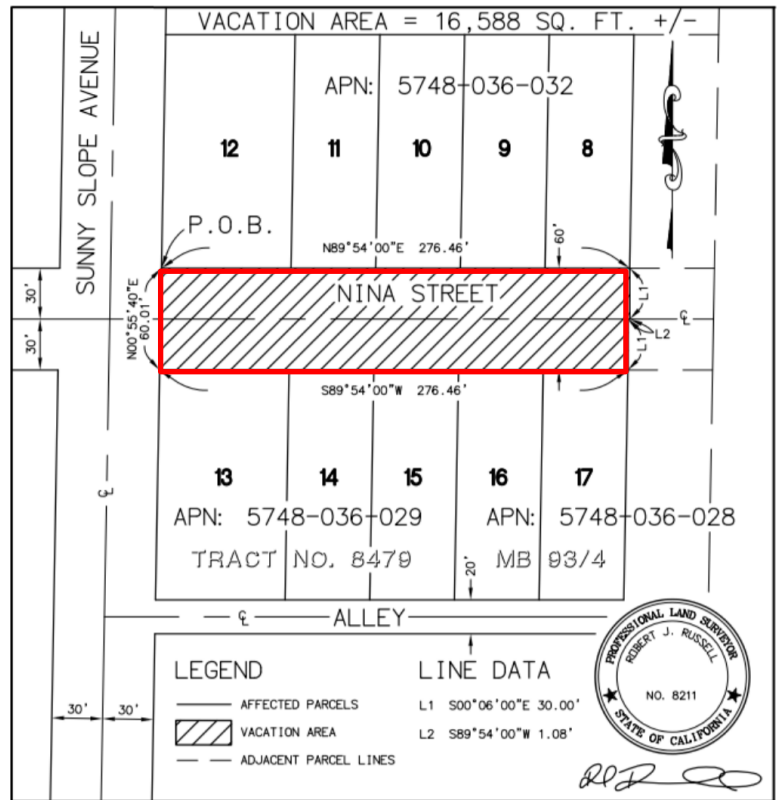 VACATION AREA = 16,588 SQ. FT. +/-
SUNNY SLOPE AVENUE
APN: 5748-036-032
12
11
10
9
8
P.O.B.
N89°54'00"E 276.46'
60'
30'
30'
N00°55'40"E
60.01'
NINA STREET
L1
L1
L2
℄
S89°54'00"W 276.46'
13
14
15
16
17
℄
APN: 5748-036-029
APN: 5748-036-028
TRACT NO. 8479
MB 93/4
20'
℄
ALLEY
30'
30'
LEGEND
AFFECTED PARCELS
VACATION AREA
ADJACENT PARCEL LINES
LINE DATA
L1 S00°06'00"E 30.00'
L2 S89°54'00"W 1.08'
PROFESSIONAL LAND SURVEYOR
ROBERT J. RUSSELL
NO. 8211
STATE OF CALIFORNIA